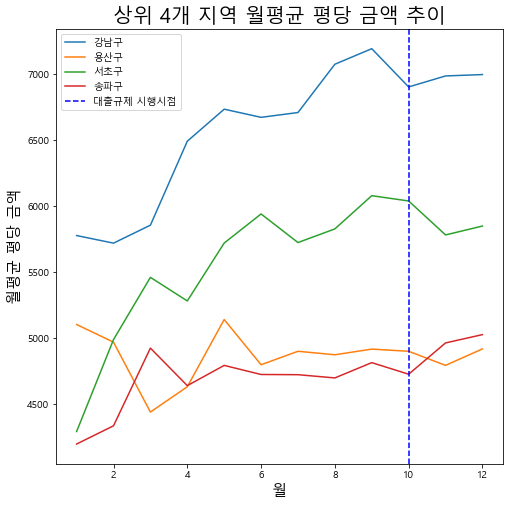 상위 4개 지역 월평균 평당 금액 추이
강남구
용산구
서초구
송파구
대출규제 시행시점
월평균 평당 금액
7000
6500
6000
5500
5000
4500
2 4 6 8 10 12
월